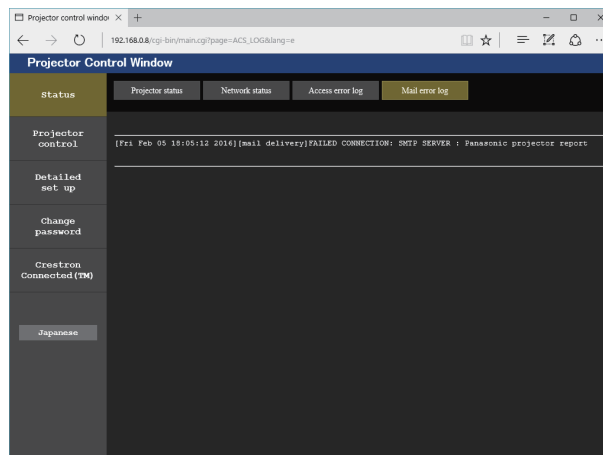 Projector control windov
192.168.0.8/cgi-bin/main.cgi?page=ACS_LOG&lang=e
Projector Control Window
Status
Projector status
Network status
Access error log
Mail error log
Projector
control
[Fri Feb 05 18:05:12 2016][mail delivery]FAILED CONNECTION: SMTP SERVER : Panasonic projector report
Detailed
set up
Change
password
Crestron
Connected(TM)
Japanese